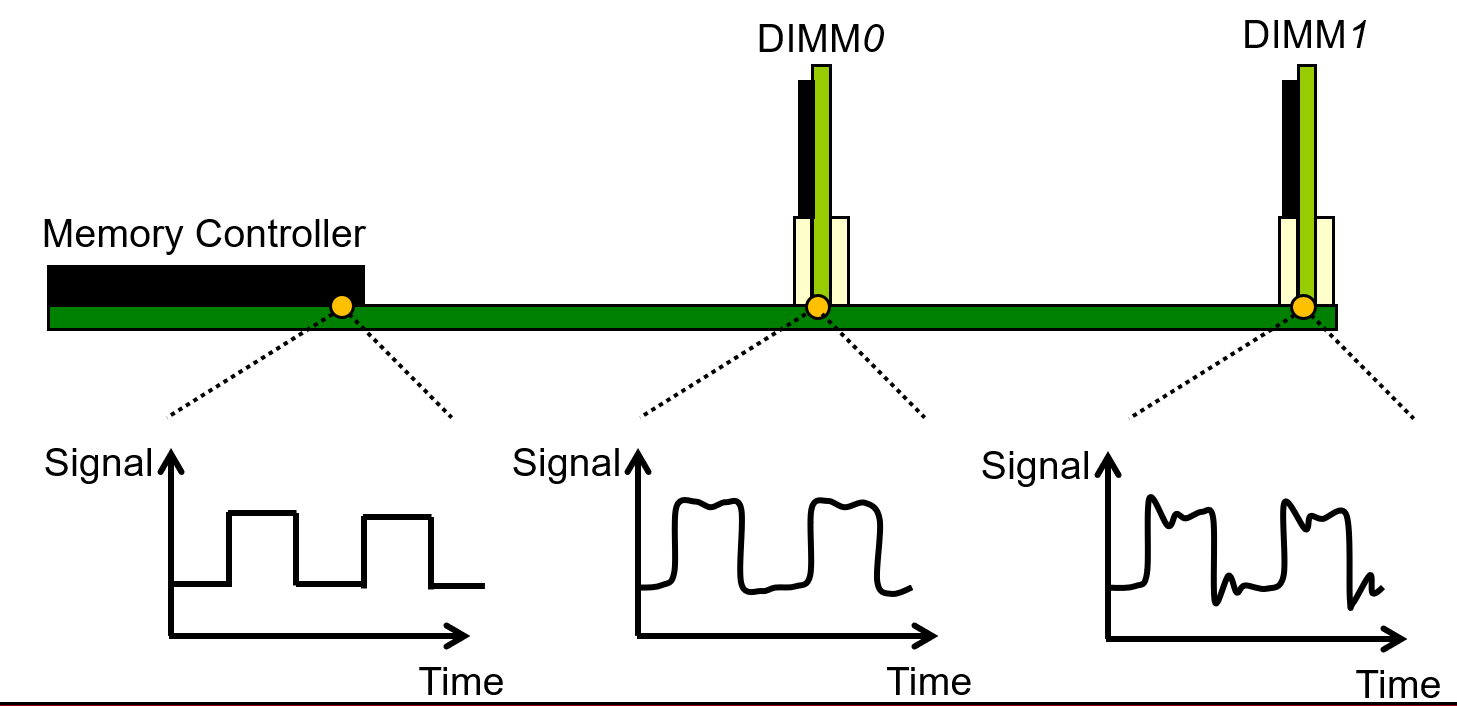 DIMM0
DIMM1
Memory Controller
Signal
Signal
Signal
Time
Time
Time